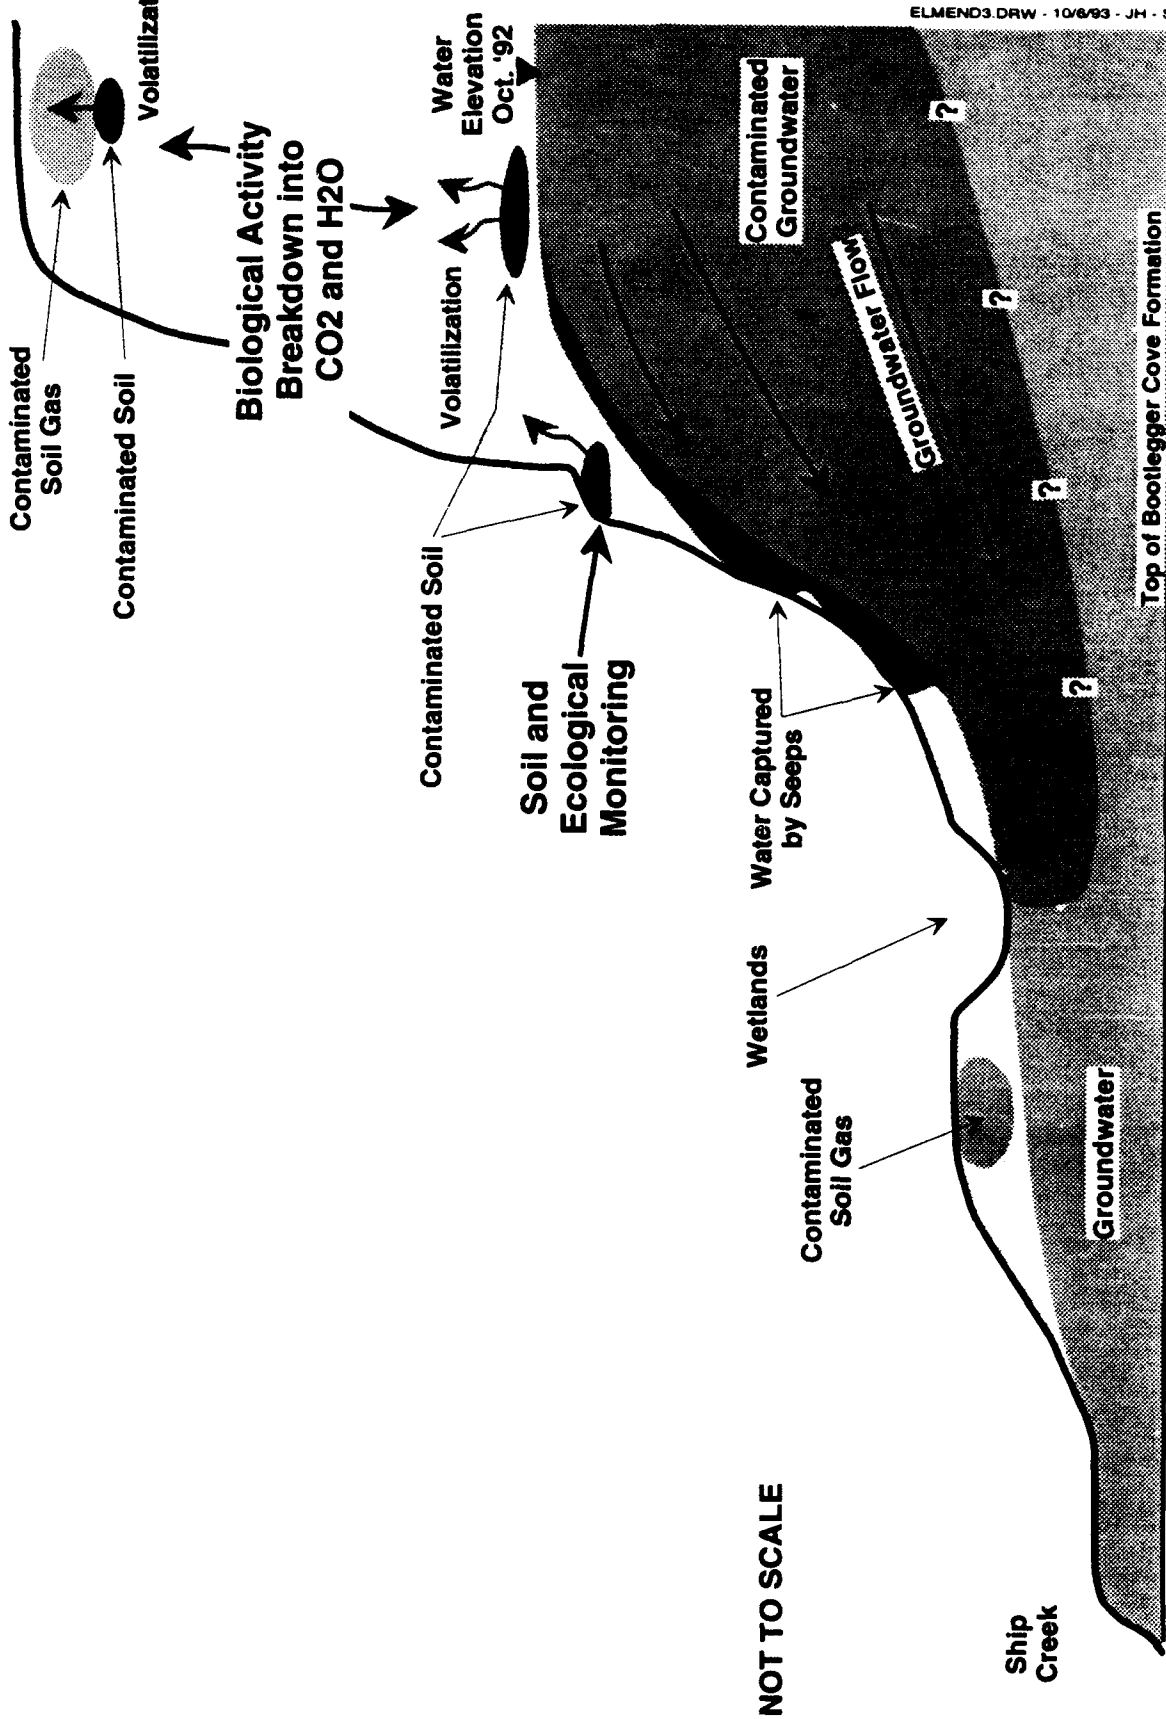 ELMEND3.DRW - 10/6/93 - JH -
Contaminated
Soil Gas
Contaminated Soil
Biological Activity
Breakdown into
CO2 and H2O
Water
Elevation
Oct. '92
Volatilization
Contaminated Soil
Soil and
Ecological
Monitoring
Contaminated
Groundwater
Groundwater Flow
?
?
?
?
Water Captured
by Seeps
Wetlands
Contaminated
Soil Gas
Groundwater
Top of Bootlegger Cove Formation
NOT TO SCALE
Ship
Creek